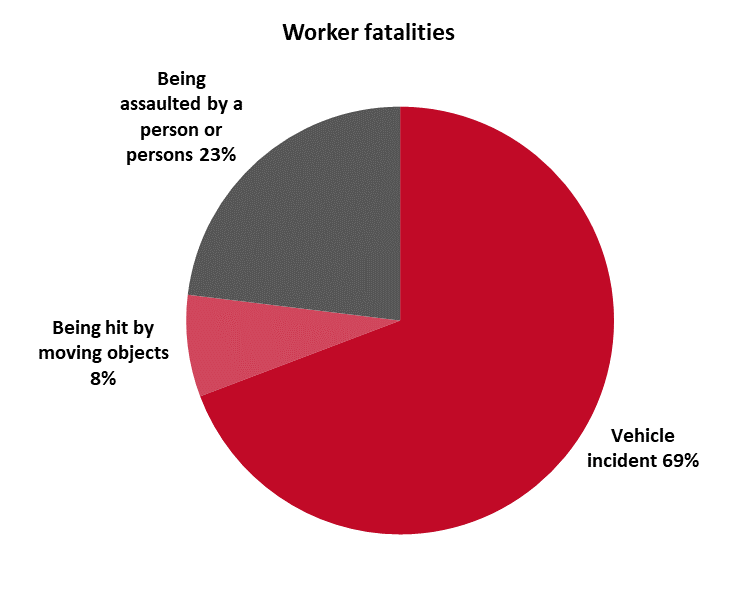 Worker fatalities
Being
assaulted by a
person or
persons 23%
Being hit by
moving objects
8%
Vehicle
incident 69%